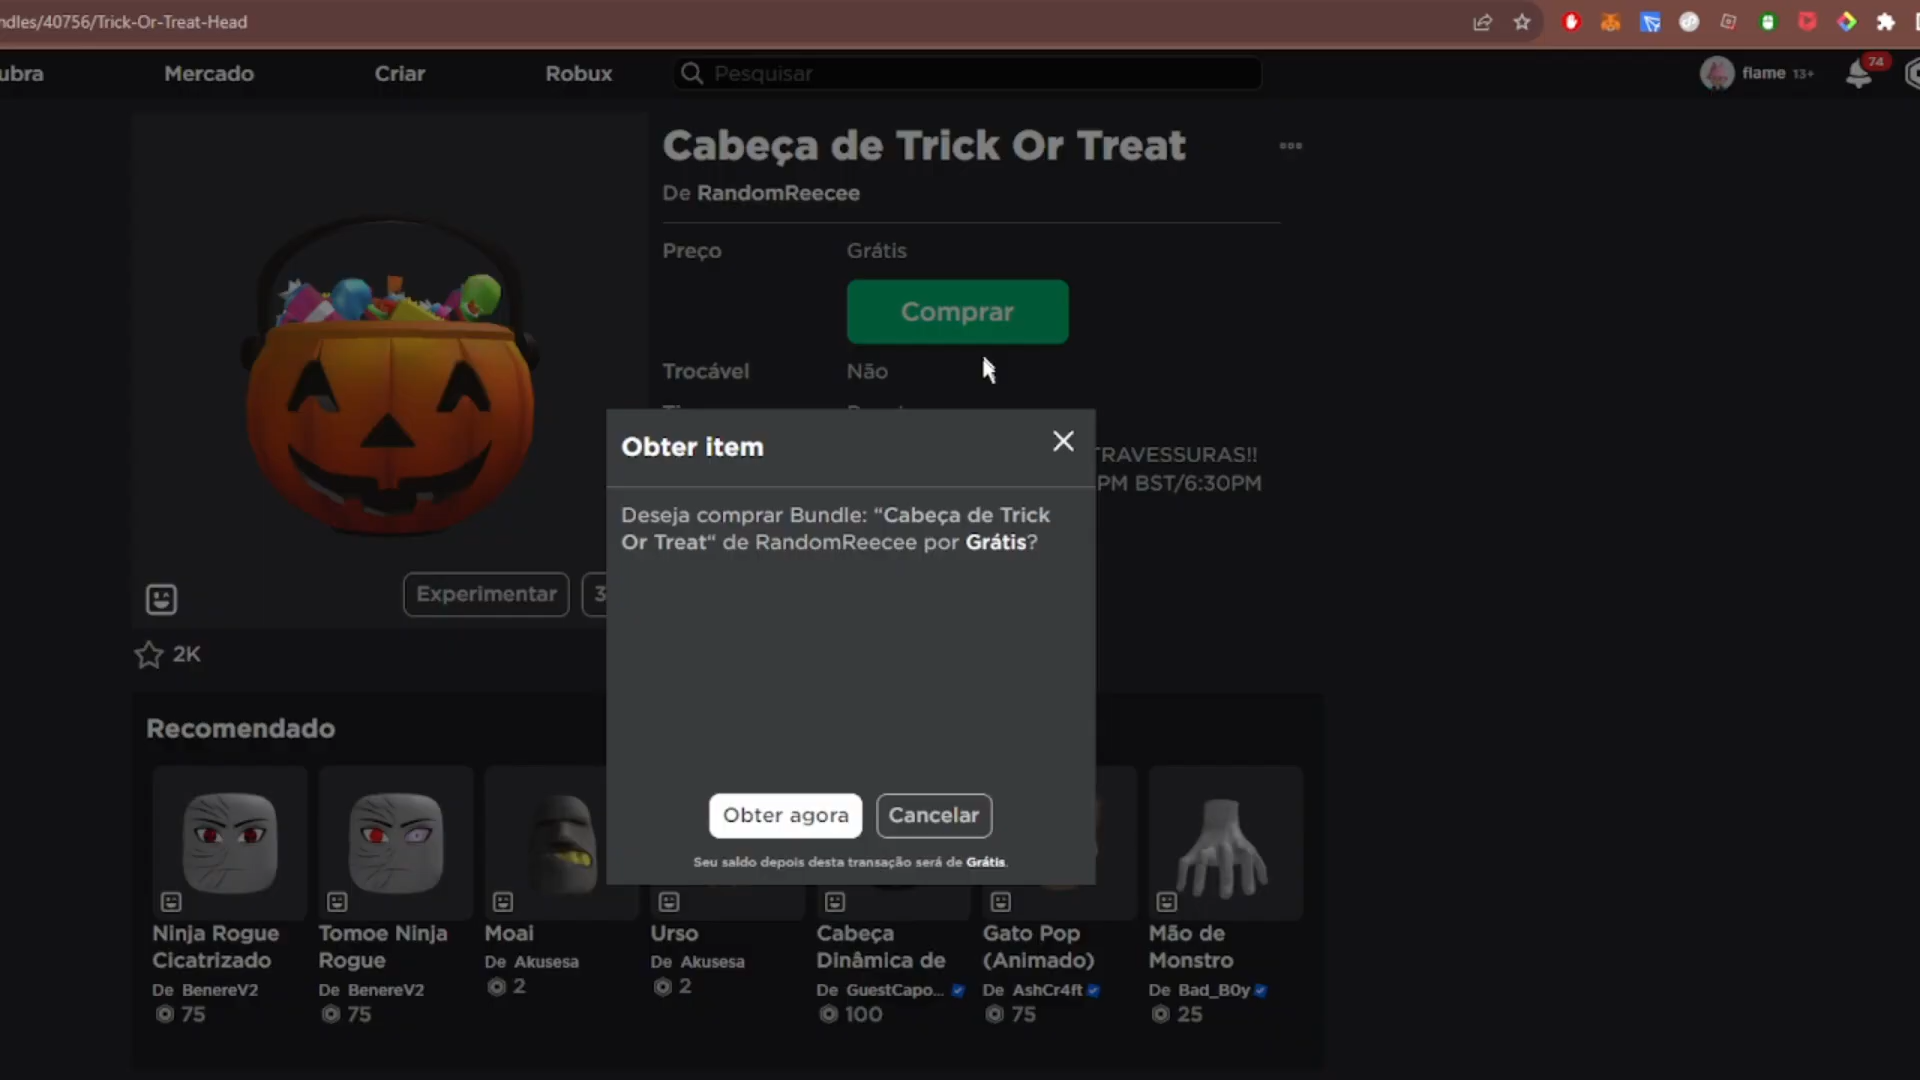 ndles/40756/Trick-Or-Treat-Head
ubra Mercado Criar Robux Pesquisar flame 13+ 74
Cabeça de Trick Or Treat
De RandomReecee
Preço Grátis
Comprar
Trocável Não
TRAVESSURAS!!
PM BST/6:30PM
Obter item
Deseja comprar Bundle: “Cabeça de Trick
Or Treat“ de RandomReecee por Grátis?
Experimentar 3
2K
Obter agora Cancelar
Seu saldo depois desta transação será de Grátis.
Recomendado
Ninja Rogue
Cicatrizado
De BenereV2
75
Tomoe Ninja
Rogue
De BenereV2
75
Moai
De Akusesa
2
Urso
De Akusesa
2
Cabeça
Dinâmica de
De GuestCapo...
100
Gato Pop
(Animado)
De AshCr4ft
75
Mão de
Monstro
De Bad_B0y
25